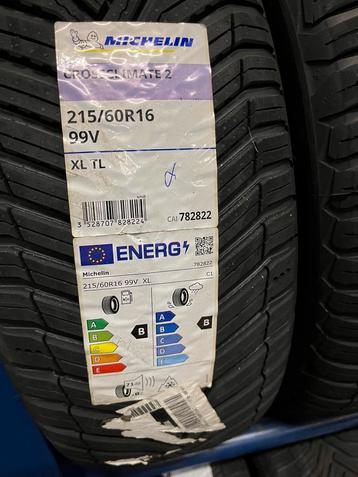 MICHELIN
CROSSCLIMATE 2
215/60R16
99V
XL TL
3 528707 828224
CAI 782822
ENERG
782822
Michelin
215/60R16 99V XL
C1
A
B
C
D
E
B
A
B
C
D
E
B
71